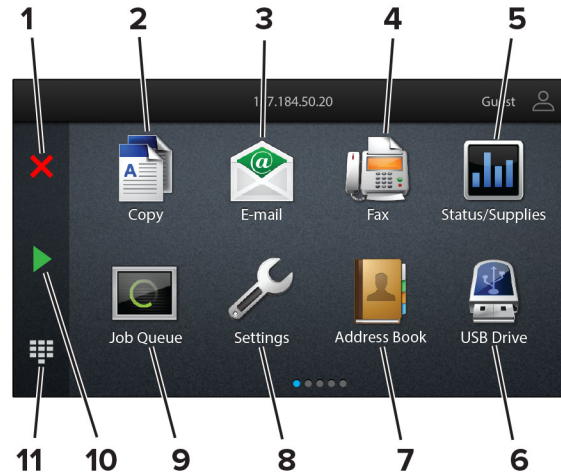 1 2 3 4 5
Guest
Copy E-mail Fax Status/Supplies
Job Queue Settings Address Book USB Drive
11 10 9 8 7 6